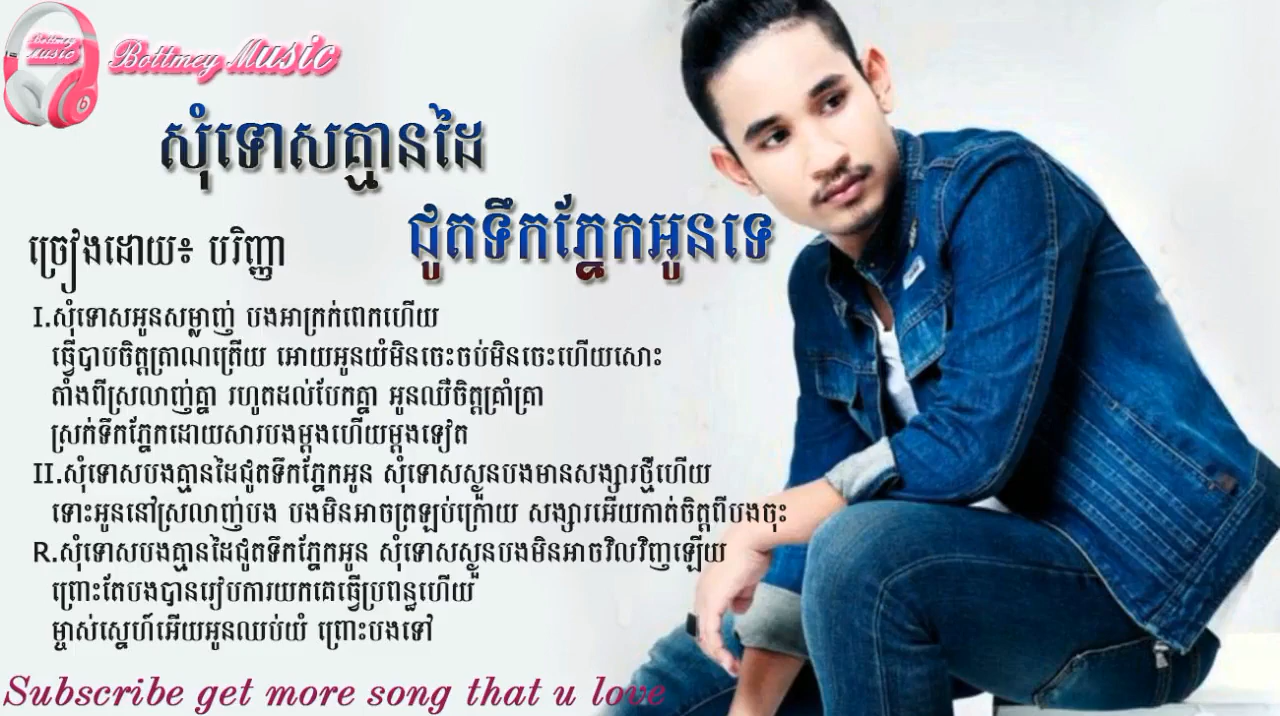 Bottmey Music
Bottmey Music
សុំទោសគ្មានដៃ
ជូតទឹកភ្នែកអូនទេ
ច្រៀងដោយ៖ បរិញ្ញា
I.សុំទោសអូនសម្លាញ់ បងអាក្រក់ពេកហើយ
ធ្វើបាបចិត្តត្រាណត្រើយ អោយអូនយំមិនចេះចប់មិនចេះហើយសោះ
តាំងពីស្រលាញ់គ្នា រហូតដល់បែកគ្នា អូនឈឺចិត្តគ្រាំគ្រា
ស្រក់ទឹកភ្នែកដោយសារបងម្តងហើយម្តងទៀត
II.សុំទោសបងគ្មានដៃជូតទឹកភ្នែកអូន សុំទោសស្ងួនបងមានសង្សារថ្មីហើយ
ទោះអូននៅស្រលាញ់បង បងមិនអាចត្រឡប់ក្រោយ សង្សារអើយកាត់ចិត្តពីបងចុះ
R.សុំទោសបងគ្មានដៃជូតទឹកភ្នែកអូន សុំទោសស្ងួនបងមិនអាចវិលវិញឡើយ
ព្រោះតែបងបានរៀបការយកគេធ្វើប្រពន្ធហើយ
ម្ចាស់ស្នេហ៍អើយអូនឈប់យំ ព្រោះបងទៅ
Subscribe get more song that u love